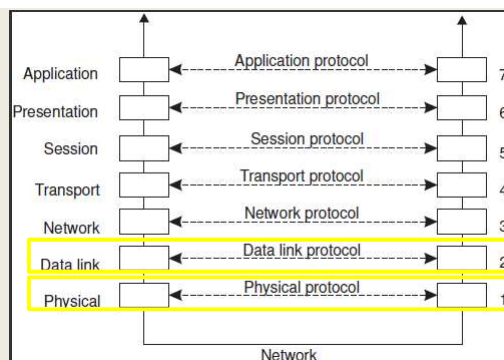 Application Application protocol 7
Presentation Presentation protocol 6
Session Session protocol 5
Transport Transport protocol 4
Network Network protocol 3
Data link Data link protocol 2
Physical Physical protocol 1
Network